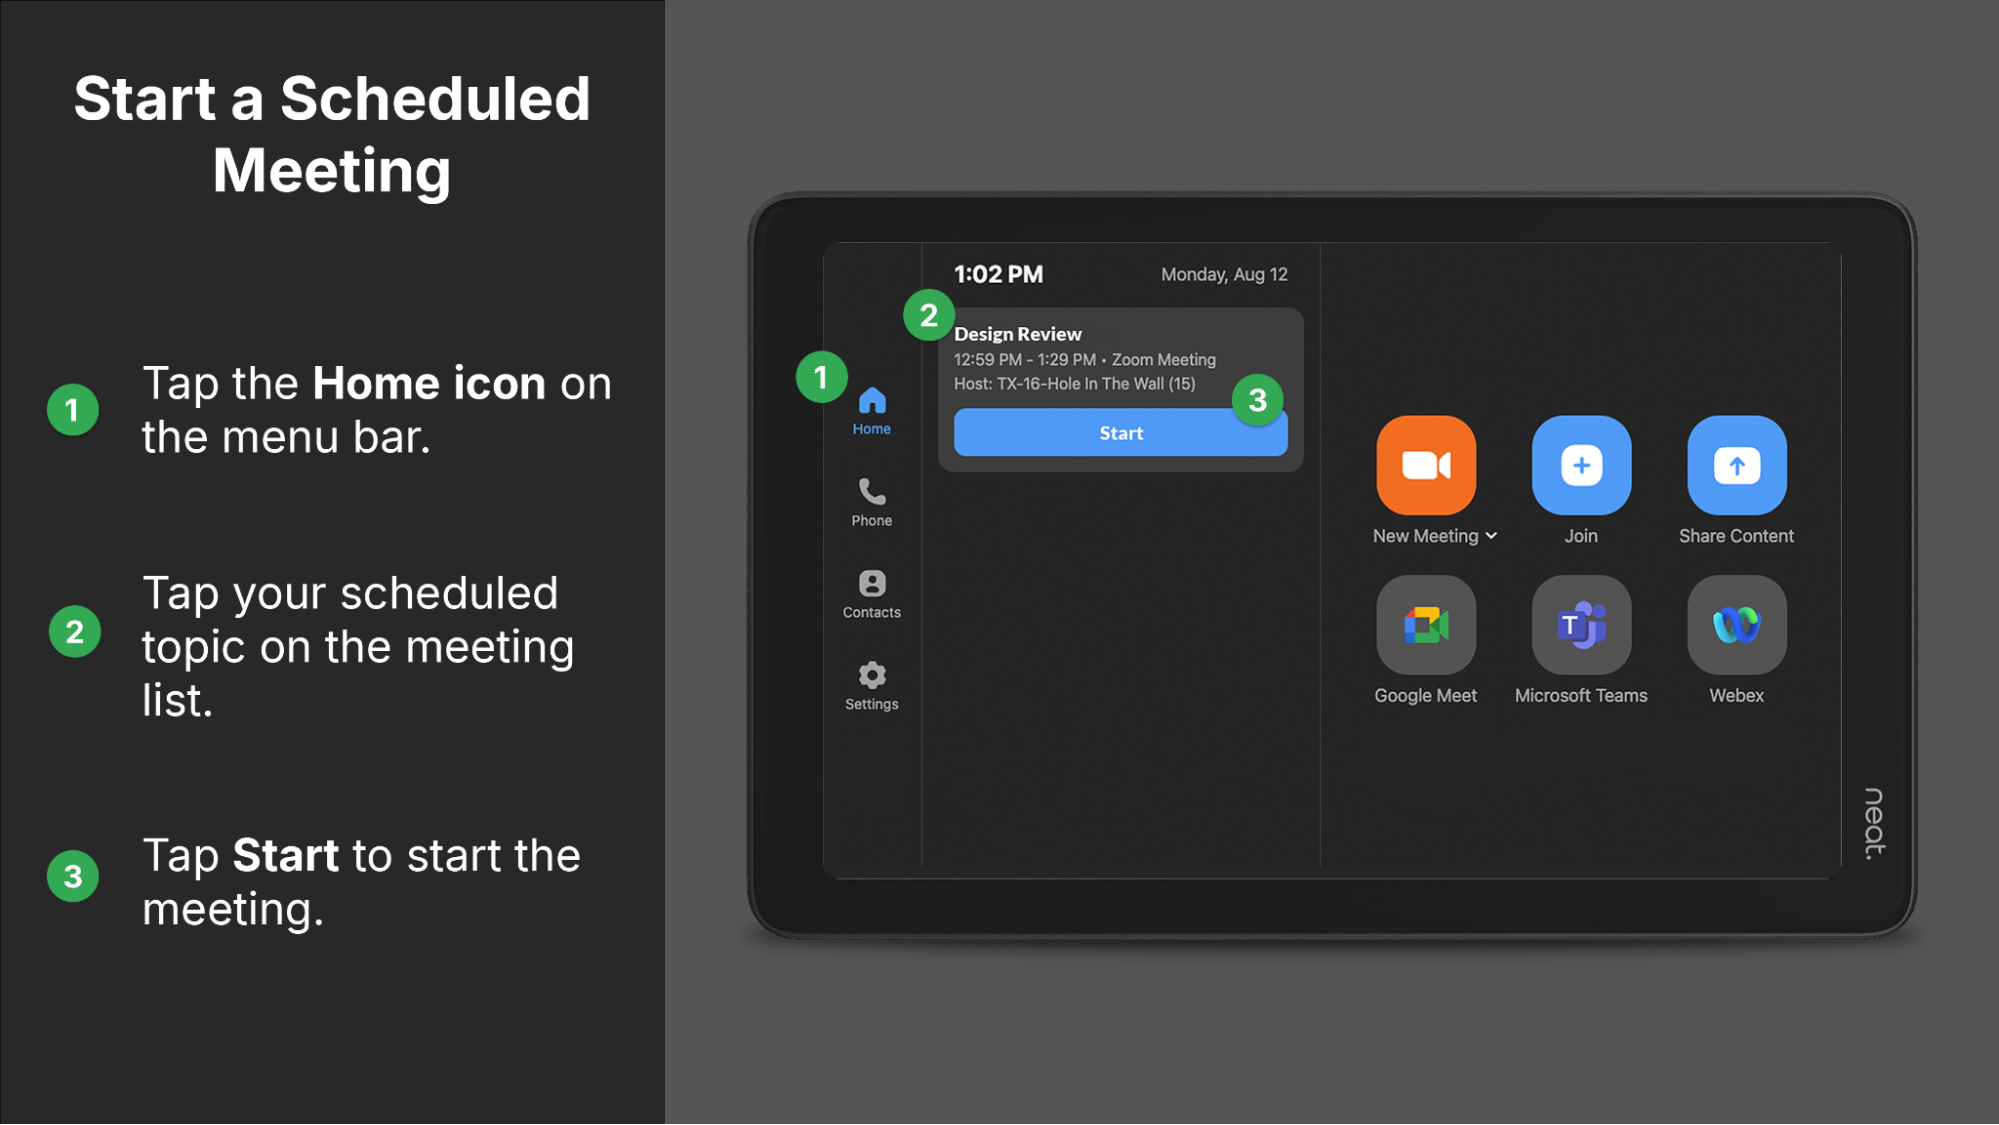 Start a Scheduled
Meeting
1
Tap the Home icon on
the menu bar.
2
Tap your scheduled
topic on the meeting
list.
3
Tap Start to start the
meeting.
1:02 PM
Monday, Aug 12
2
Design Review
12:59 PM - 1:29 PM • Zoom Meeting
Host: TX-16-Hole In The Wall (15)
3
Start
1
Home
Phone
Contacts
Settings
New Meeting
Join
Share Content
T
Google Meet
Microsoft Teams
Webex
neat.